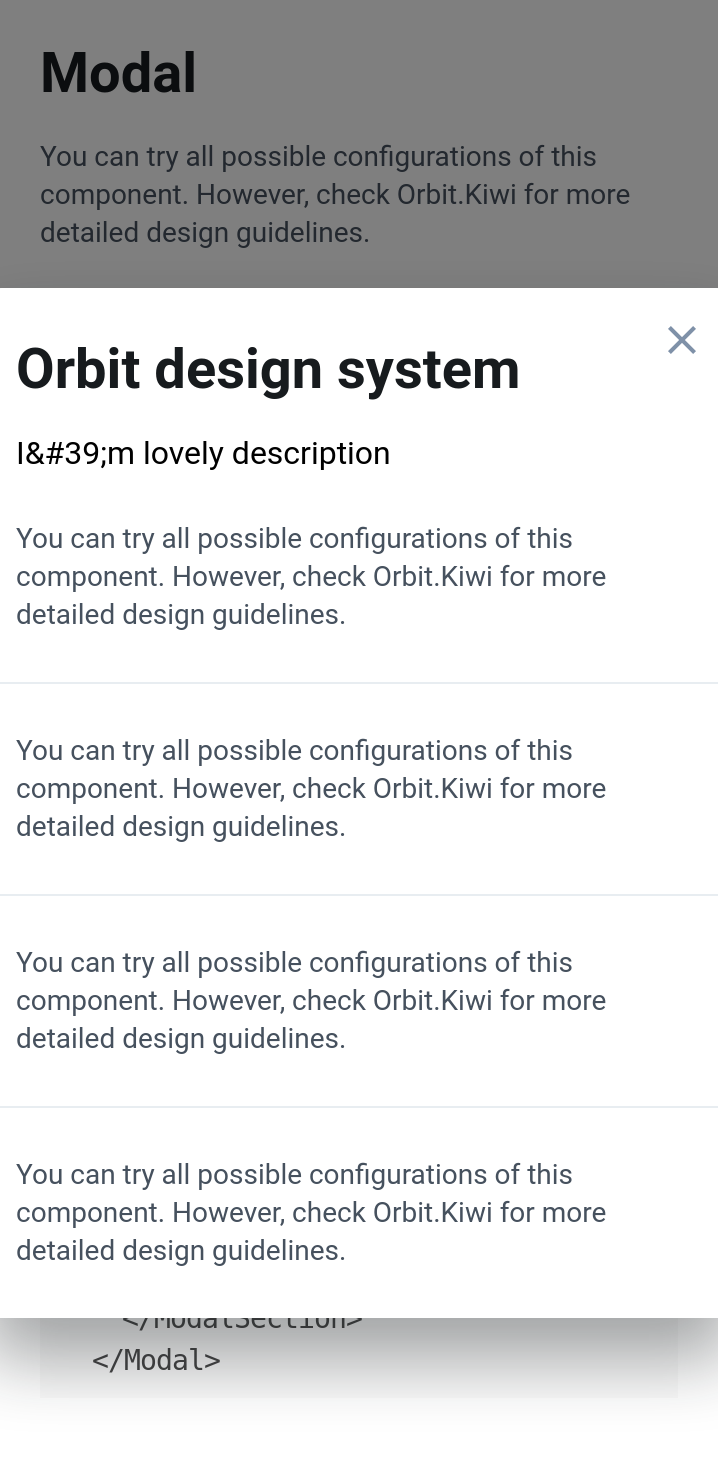 Modal
You can try all possible configurations of this
component. However, check Orbit.Kiwi for more
detailed design guidelines.
Orbit design system
I&#39;m lovely description
You can try all possible configurations of this
component. However, check Orbit.Kiwi for more
detailed design guidelines.
You can try all possible configurations of this
component. However, check Orbit.Kiwi for more
detailed design guidelines.
You can try all possible configurations of this
component. However, check Orbit.Kiwi for more
detailed design guidelines.
You can try all possible configurations of this
component. However, check Orbit.Kiwi for more
detailed design guidelines.
</ModalSection>
</Modal>